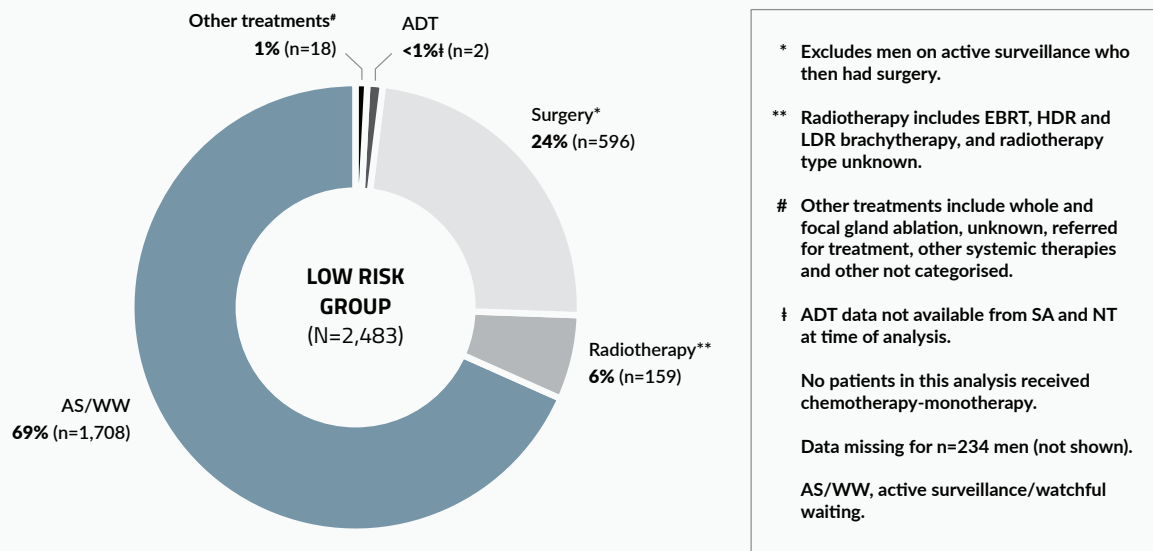 Other treatments#
1% (n=18)
ADT
<1%ǂ (n=2)
Surgery*
24% (n=596)
LOW RISK
GROUP
(N=2,483)
Radiotherapy**
6% (n=159)
AS/WW
69% (n=1,708)
* Excludes men on active surveillance who
then had surgery.
** Radiotherapy includes EBRT, HDR and
LDR brachytherapy, and radiotherapy
type unknown.
# Other treatments include whole and
focal gland ablation, unknown, referred
for treatment, other systemic therapies
and other not categorised.
ǂ ADT data not available from SA and NT
at time of analysis.
No patients in this analysis received
chemotherapy-monotherapy.
Data missing for n=234 men (not shown).
AS/WW, active surveillance/watchful
waiting.